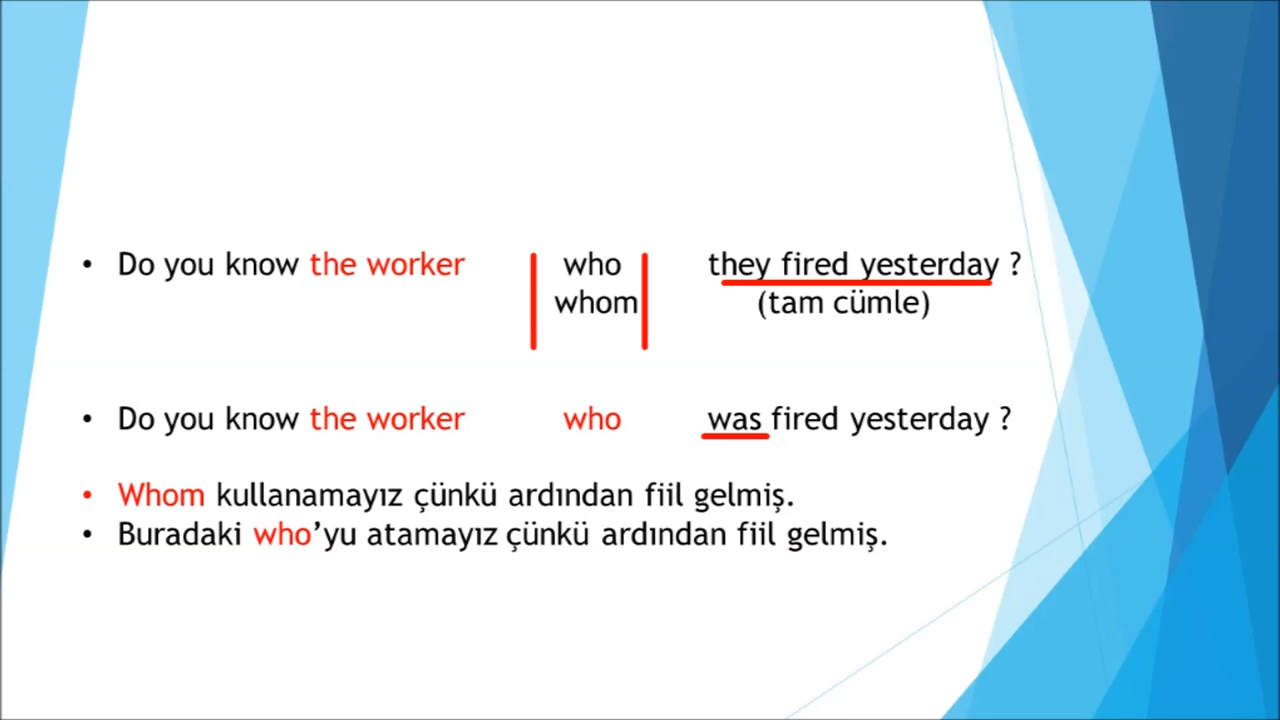 • Do you know the worker who they fired yesterday ?
whom (tam cümle)
• Do you know the worker who was fired yesterday ?
• Whom kullanamayız çünkü ardından fiil gelmiş.
• Buradaki who’yu atamayız çünkü ardından fiil gelmiş.